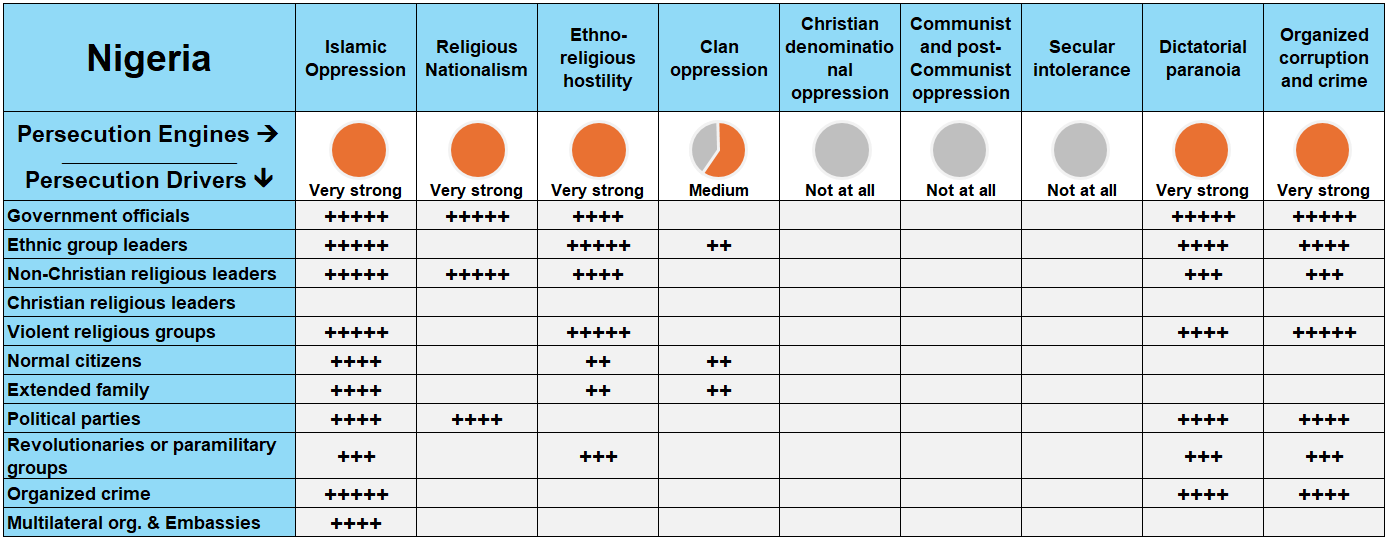 Nigeria
Islamic
Oppression
Religious
Nationalism
Ethno-
religious
hostility
Clan
oppression
Christian
denominatio
nal
oppression
Communist
and post-
Communist
oppression
Secular
intolerance
Dictatorial
paranoia
Organized
corruption
and crime
Persecution Engines →
Persecution Drivers ↓
Very strong Very strong Very strong Medium Not at all Not at all Not at all Very strong Very strong
Government officials +++++ +++++ ++++ +++++ +++++
Ethnic group leaders +++++ +++++ ++ ++++ ++++
Non-Christian religious leaders +++++ +++++ ++++ +++ +++
Christian religious leaders
Violent religious groups +++++ +++++ ++++ +++++
Normal citizens ++++ ++ ++
Extended family ++++ ++ ++
Political parties ++++ ++++ ++++ ++++
Revolutionaries or paramilitary
groups +++ +++ +++ +++
Organized crime +++++ ++++ ++++
Multilateral org. & Embassies ++++